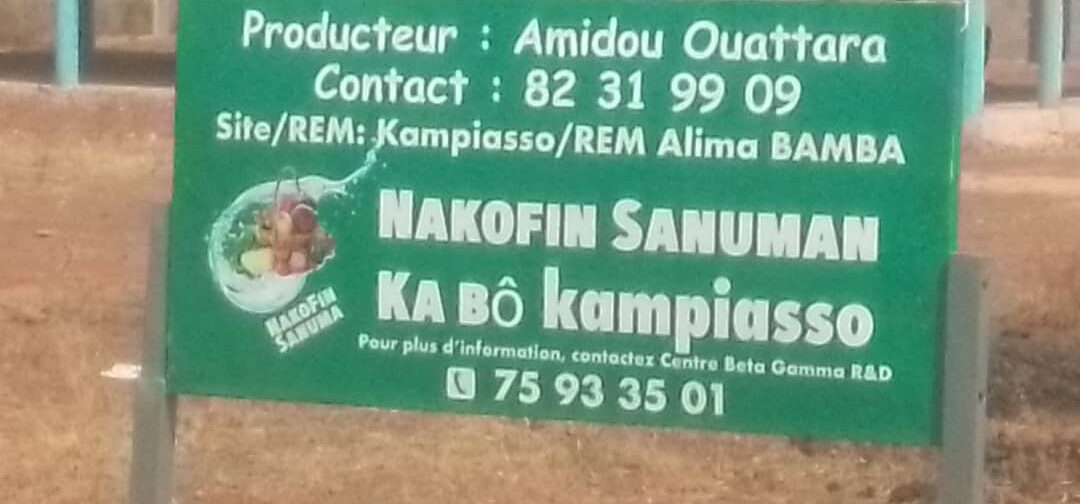 Producteur : Amidou Ouattara
Contact : 82 31 99 09
Site/REM: Kampiasso/REM Alima BAMBA
NAKOFIN SANUMAN
KA BÔ kampiasso
NAKOFIN
SANUMA
Pour plus d'information, contactez Centre Beta Gamma R&D
75 93 35 01